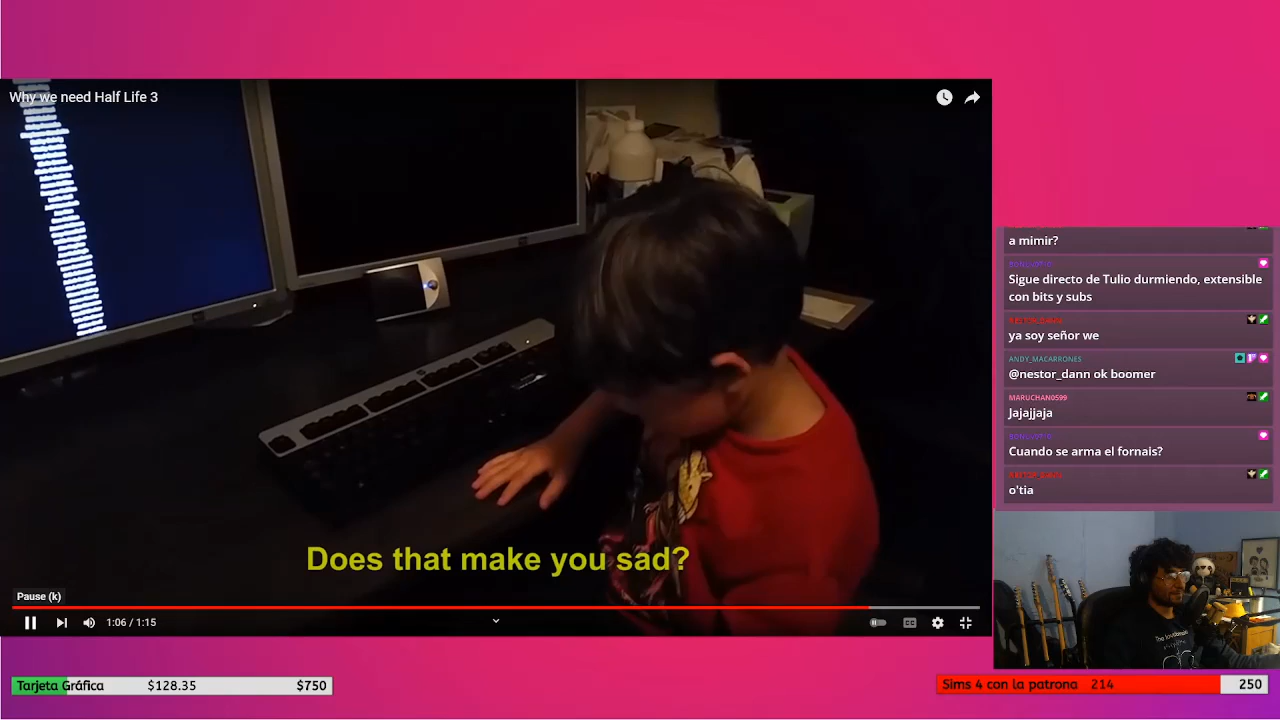 Why we need Half Life 3
Does that make you sad?
Pause (k)
1:06 / 1:15
a mimir?
Sigue directo de Tulio durmiendo, extensible
con bits y subs
ya soy señor we
ANDY_MACARRONES
@nestor_dann ok boomer
MARUCHAN0599
Jajajjaja
Cuando se arma el fornais?
o'tia
Tarjeta Gráfica $128.35 $750
Sims 4 con la patrona 214 250